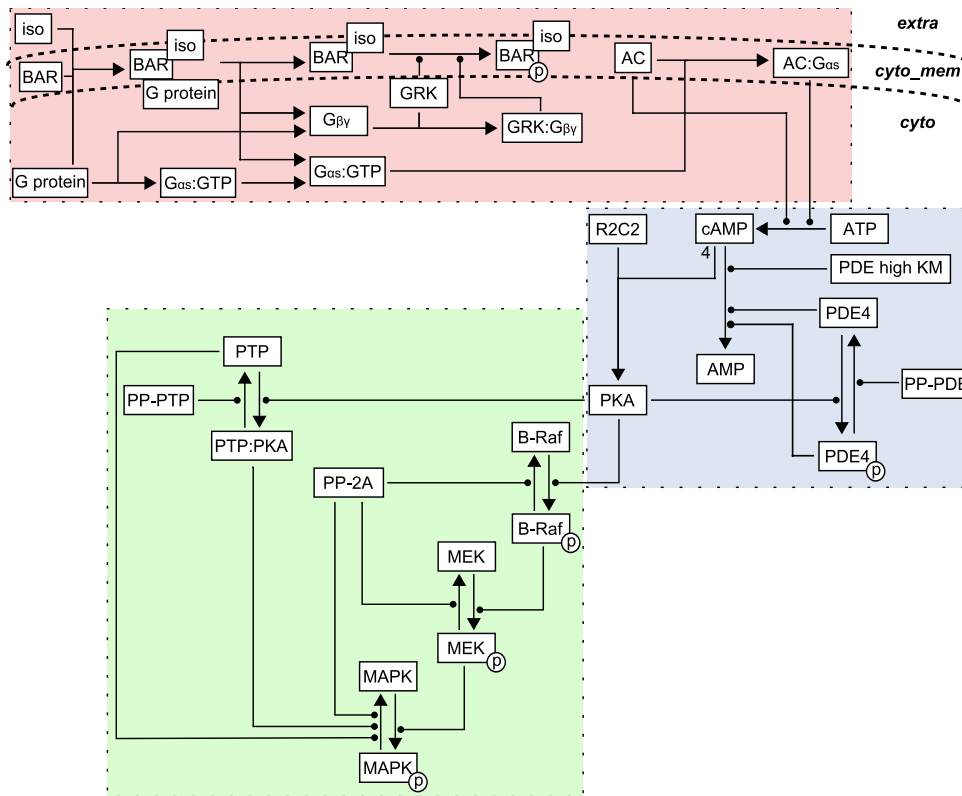 iso
extra
iso
iso
iso
BAR
BAR
BAR
BAR
p
AC
AC:Gαs
cyto_mem
G protein
GRK
Gβγ
GRK:Gβγ
cyto
G protein
Gαs:GTP
Gαs:GTP
R2C2
cAMP
4
ATP
PDE high KM
PDE4
AMP
PP-PDE
PTP
PP-PTP
PKA
PTP:PKA
B-Raf
PDE4
p
PP-2A
B-Raf
p
MEK
MEK
p
MAPK
MAPK
p